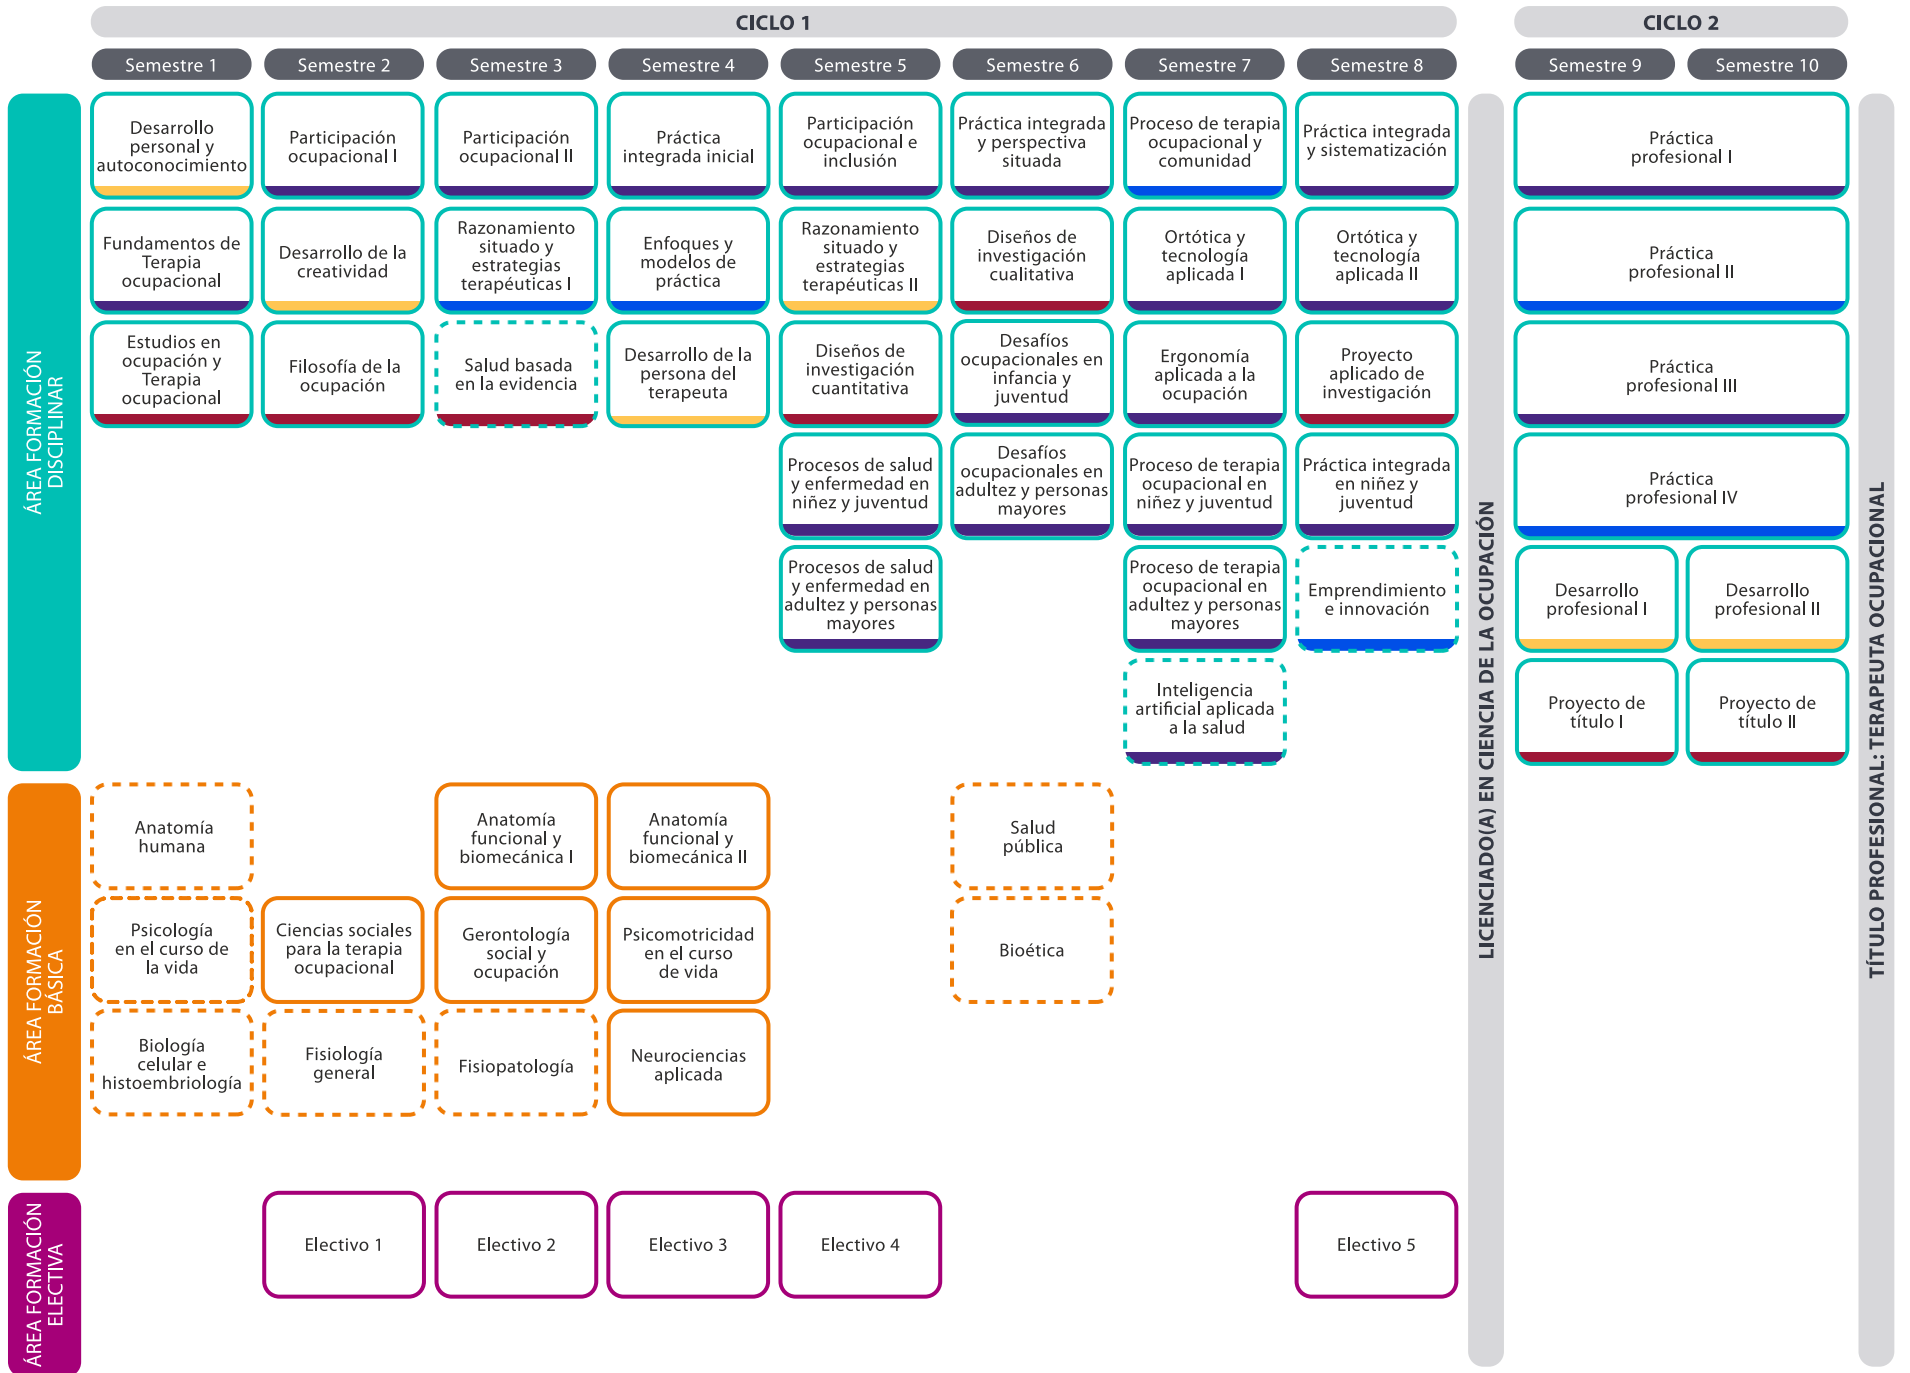 CICLO 1
CICLO 2
Semestre 1
Semestre 2
Semestre 3
Semestre 4
Semestre 5
Semestre 6
Semestre 7
Semestre 8
Semestre 9
Semestre 10
ÁREA FORMACIÓN
DISCIPLINAR
Desarrollo
personal y
autoconocimiento
Participación
ocupacional I
Participación
ocupacional II
Práctica
integrada inicial
Participación
ocupacional e
inclusión
Práctica integrada
y perspectiva
situada
Proceso de terapia
ocupacional y
comunidad
Práctica integrada
y sistematización
Práctica
profesional I
Fundamentos de
Terapia
ocupacional
Desarrollo de la
creatividad
Razonamiento
situado y
estrategias
terapéuticas I
Enfoques y
modelos de
práctica
Razonamiento
situado y
estrategias
terapéuticas II
Diseños de
investigación
cualitativa
Ortótica y
tecnología
aplicada I
Ortótica y
tecnología
aplicada II
Práctica
profesional II
Estudios en
ocupación y
Terapia
ocupacional
Filosofía de la
ocupación
Salud basada
en la evidencia
Desarrollo de la
persona del
terapeuta
Diseños de
investigación
cuantitativa
Desafíos
ocupacionales en
infancia y
juventud
Ergonomía
aplicada a la
ocupación
Proyecto
aplicado de
investigación
Práctica
profesional III
Procesos de salud
y enfermedad en
niñez y juventud
Desafíos
ocupacionales en
adultez y personas
mayores
Proceso de terapia
ocupacional en
niñez y juventud
Práctica integrada
en niñez y
juventud
Práctica
profesional IV
Procesos de salud
y enfermedad en
adultez y personas
mayores
Proceso de terapia
ocupacional en
adultez y personas
mayores
Emprendimiento
e innovación
Desarrollo
profesional I
Desarrollo
profesional II
Inteligencia
artificial aplicada
a la salud
Proyecto de
título I
Proyecto de
título II
ÁREA FORMACIÓN
BÁSICA
Anatomía
humana
Anatomía
funcional y
biomecánica I
Anatomía
funcional y
biomecánica II
Salud
pública
Psicología
en el curso de
la vida
Ciencias sociales
para la terapia
ocupacional
Gerontología
social y
ocupación
Psicomotricidad
en el curso
de vida
Bioética
Biología
celular e
histoembriología
Fisiología
general
Fisiopatología
Neurociencias
aplicada
ÁREA FORMACIÓN
ELECTIVA
Electivo 1
Electivo 2
Electivo 3
Electivo 4
Electivo 5
LICENCIADO(A) EN CIENCIA DE LA OCUPACIÓN
TÍTULO PROFESIONAL: TERAPEUTA OCUPACIONAL